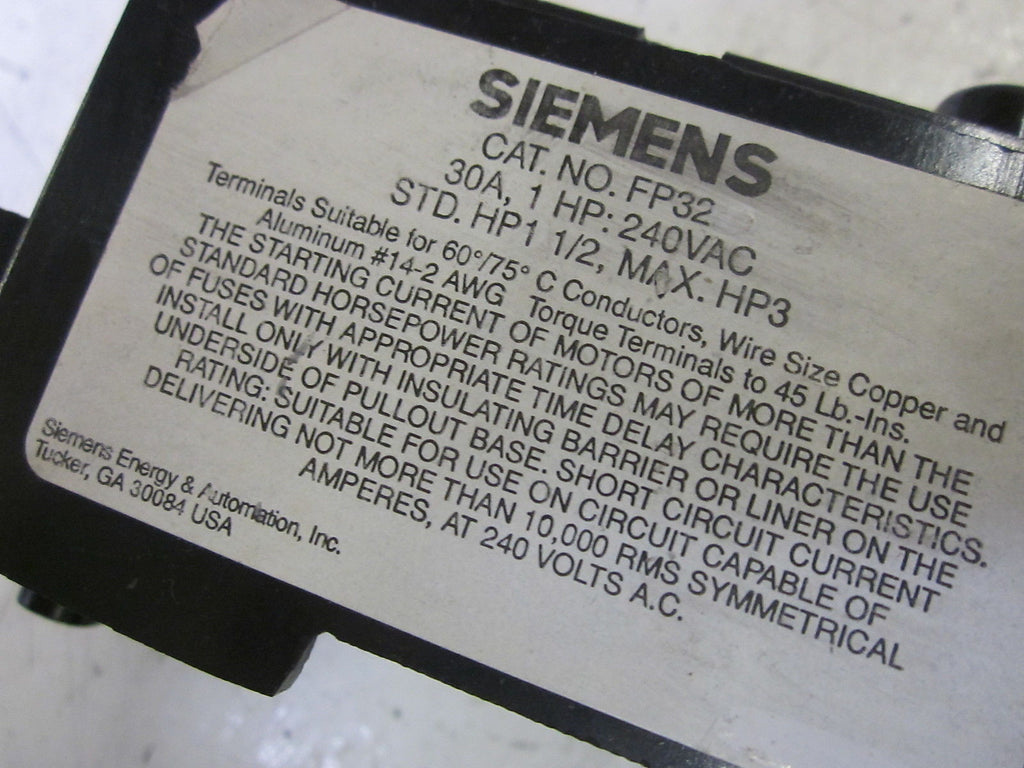 SIEMENS
CAT. NO. FP32
30A, 1 HP: 240VAC
STD. HP1 1/2, MAX. HP3
Terminals Suitable for 60°/75° C Conductors, Wire Size Copper and
Aluminum #14-2 AWG Torque Terminals to 45 Lb.-Ins.
THE STARTING CURRENT OF MOTORS OF MORE THAN THE
STANDARD HORSEPOWER RATINGS MAY REQUIRE THE USE
OF FUSES WITH APPROPRIATE TIME DELAY CHARACTERISTICS.
INSTALL ONLY WITH INSULATING BARRIER OR LINER ON THE
UNDERSIDE OF PULLOUT BASE. SHORT CIRCUIT CURRENT
RATING: SUITABLE FOR USE ON CIRCUIT CAPABLE OF
DELIVERING NOT MORE THAN 10,000 RMS SYMMETRICAL
AMPERES, AT 240 VOLTS A.C.
Siemens Energy & Automation, Inc.
Tucker, GA 30084 USA